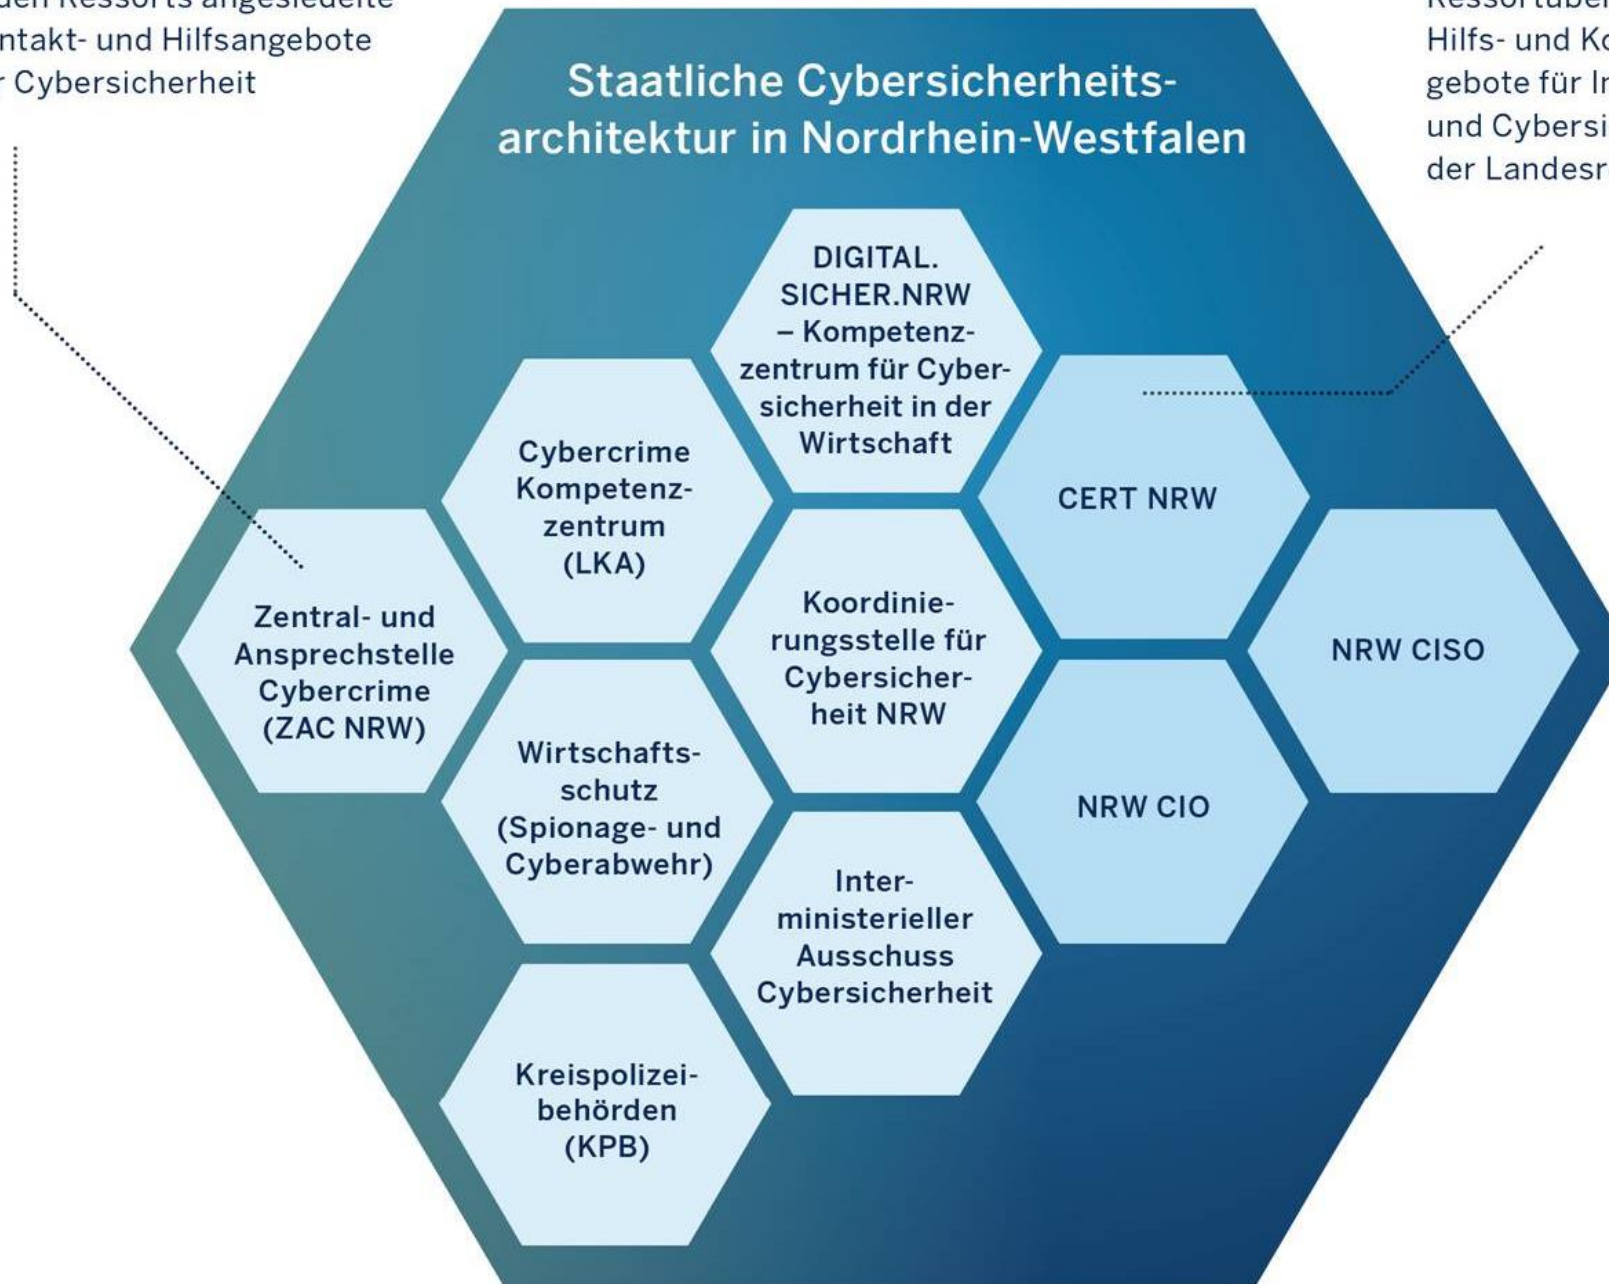 den Ressorts angesiedelte
Kontakt- und Hilfsangebote
Cybersicherheit
Hilfs- und
gebote für
und
der
Staatliche Cybersicherheits-
architektur in Nordrhein-Westfalen
DIGITAL.
SICHER.NRW
– Kompetenz-
zentrum für Cyber-
sicherheit in der
Wirtschaft
Cybercrime
Kompetenz-
zentrum
(LKA)
CERT NRW
Zentral- und
Ansprechstelle
Cybercrime
(ZAC NRW)
Koordinie-
rungsstelle für
Cybersicher-
heit NRW
NRW CISO
Wirtschafts-
schutz
(Spionage- und
Cyberabwehr)
NRW CIO
Inter-
ministerieller
Ausschuss
Cybersicherheit
Kreispolizei-
behörden
(KPB)